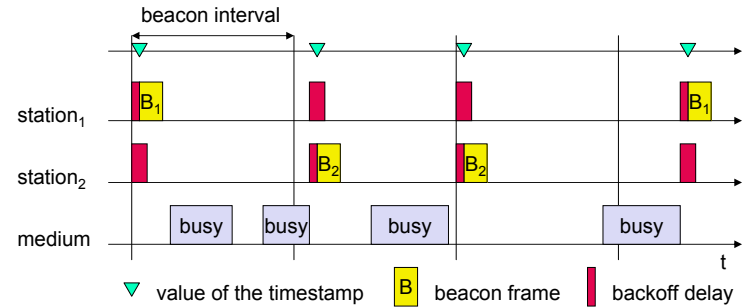 beacon interval
station₁ B₁ B₁
station₂ B₂ B₂
medium busy busy busy busy
t
value of the timestamp B beacon frame backoff delay